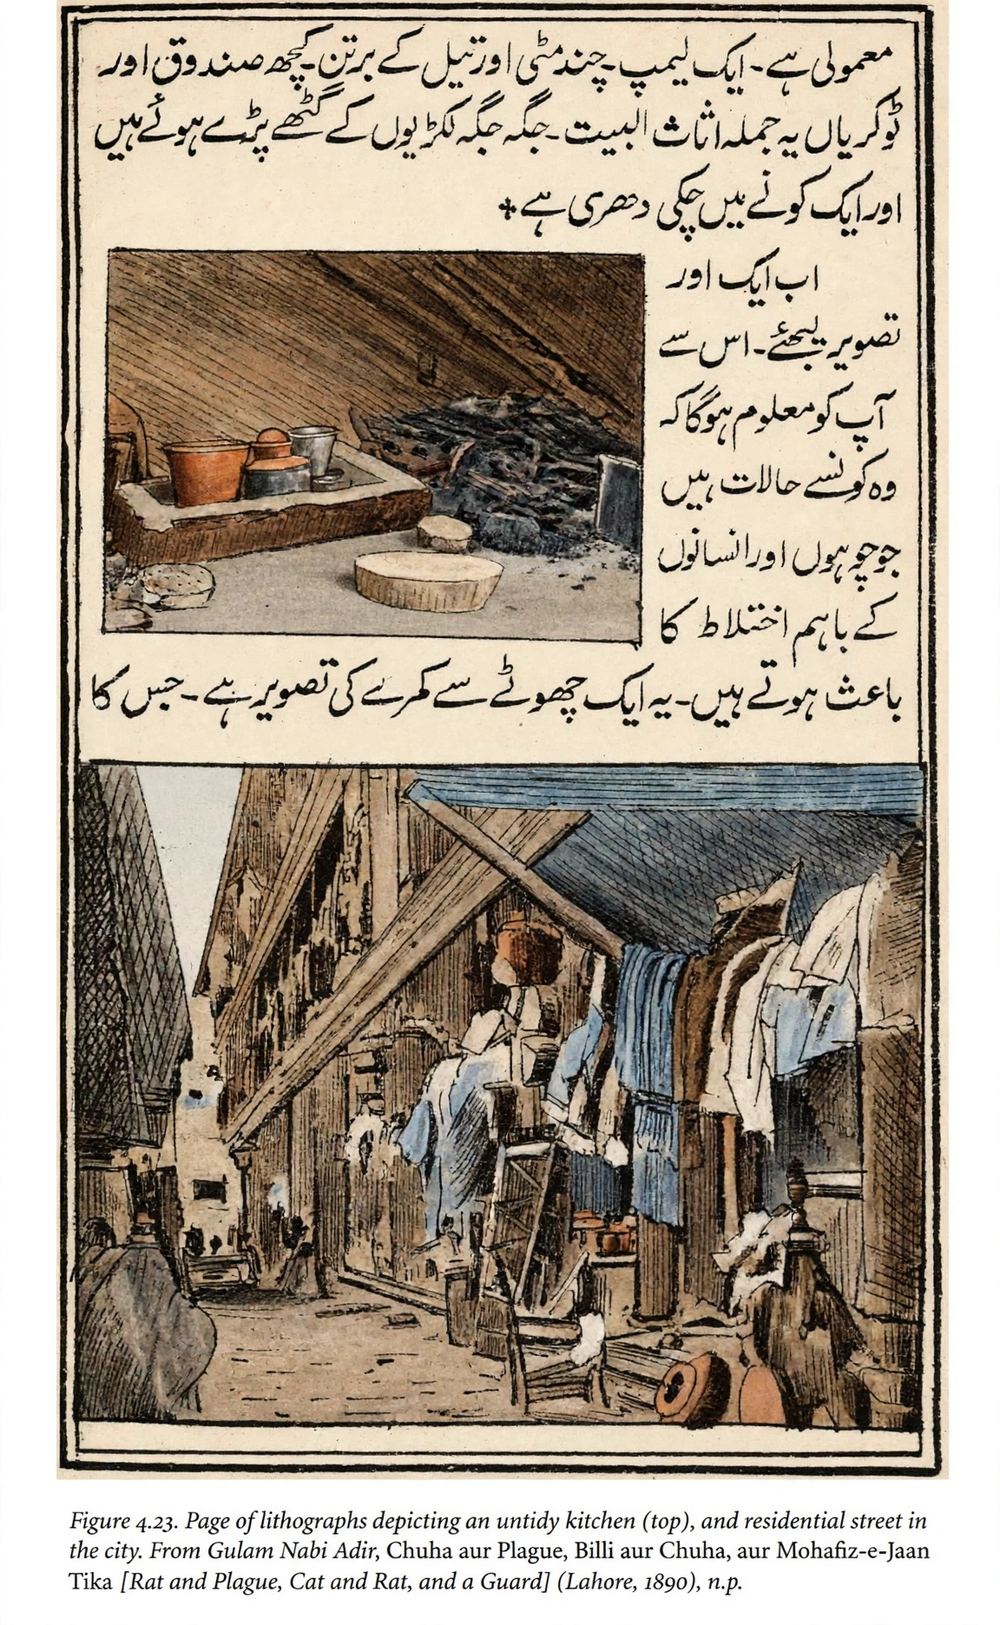 معمولی ہے۔ ایک لیمپ۔ چند مٹی اور تیل کے برتن۔ کچھ صندوق اور
ٹوکریاں یہ جملہ اثاث البیت۔ جگہ جگہ لکڑیوں کے گٹھے پڑے ہوئے ہیں
اور ایک کونے میں چکی دھری ہے +
اب ایک اور
تصویر لیجئے۔ اس سے
آپ کو معلوم ہوگا کہ
وہ کونسے حالات ہیں
جو چوہوں اور انسانوں
کے باہم اختلاط کا
باعث ہوتے ہیں۔ یہ ایک چھوٹے سے کمرے کی تصویر ہے۔ جس کا
Figure 4.23. Page of lithographs depicting an untidy kitchen (top), and residential street in
the city. From Gulam Nabi Adir, Chuha aur Plague, Billi aur Chuha, aur Mohafiz-e-Jaan
Tika [Rat and Plague, Cat and Rat, and a Guard] (Lahore, 1890), n.p.